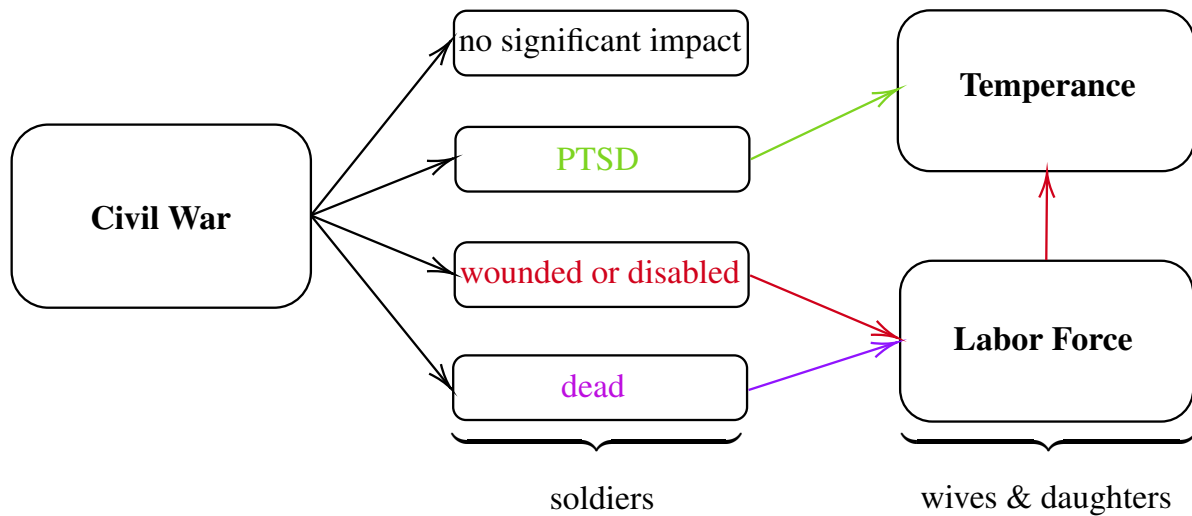 no significant impact
Temperance
PTSD
Civil War
wounded or disabled
Labor Force
dead
soldiers
wives & daughters